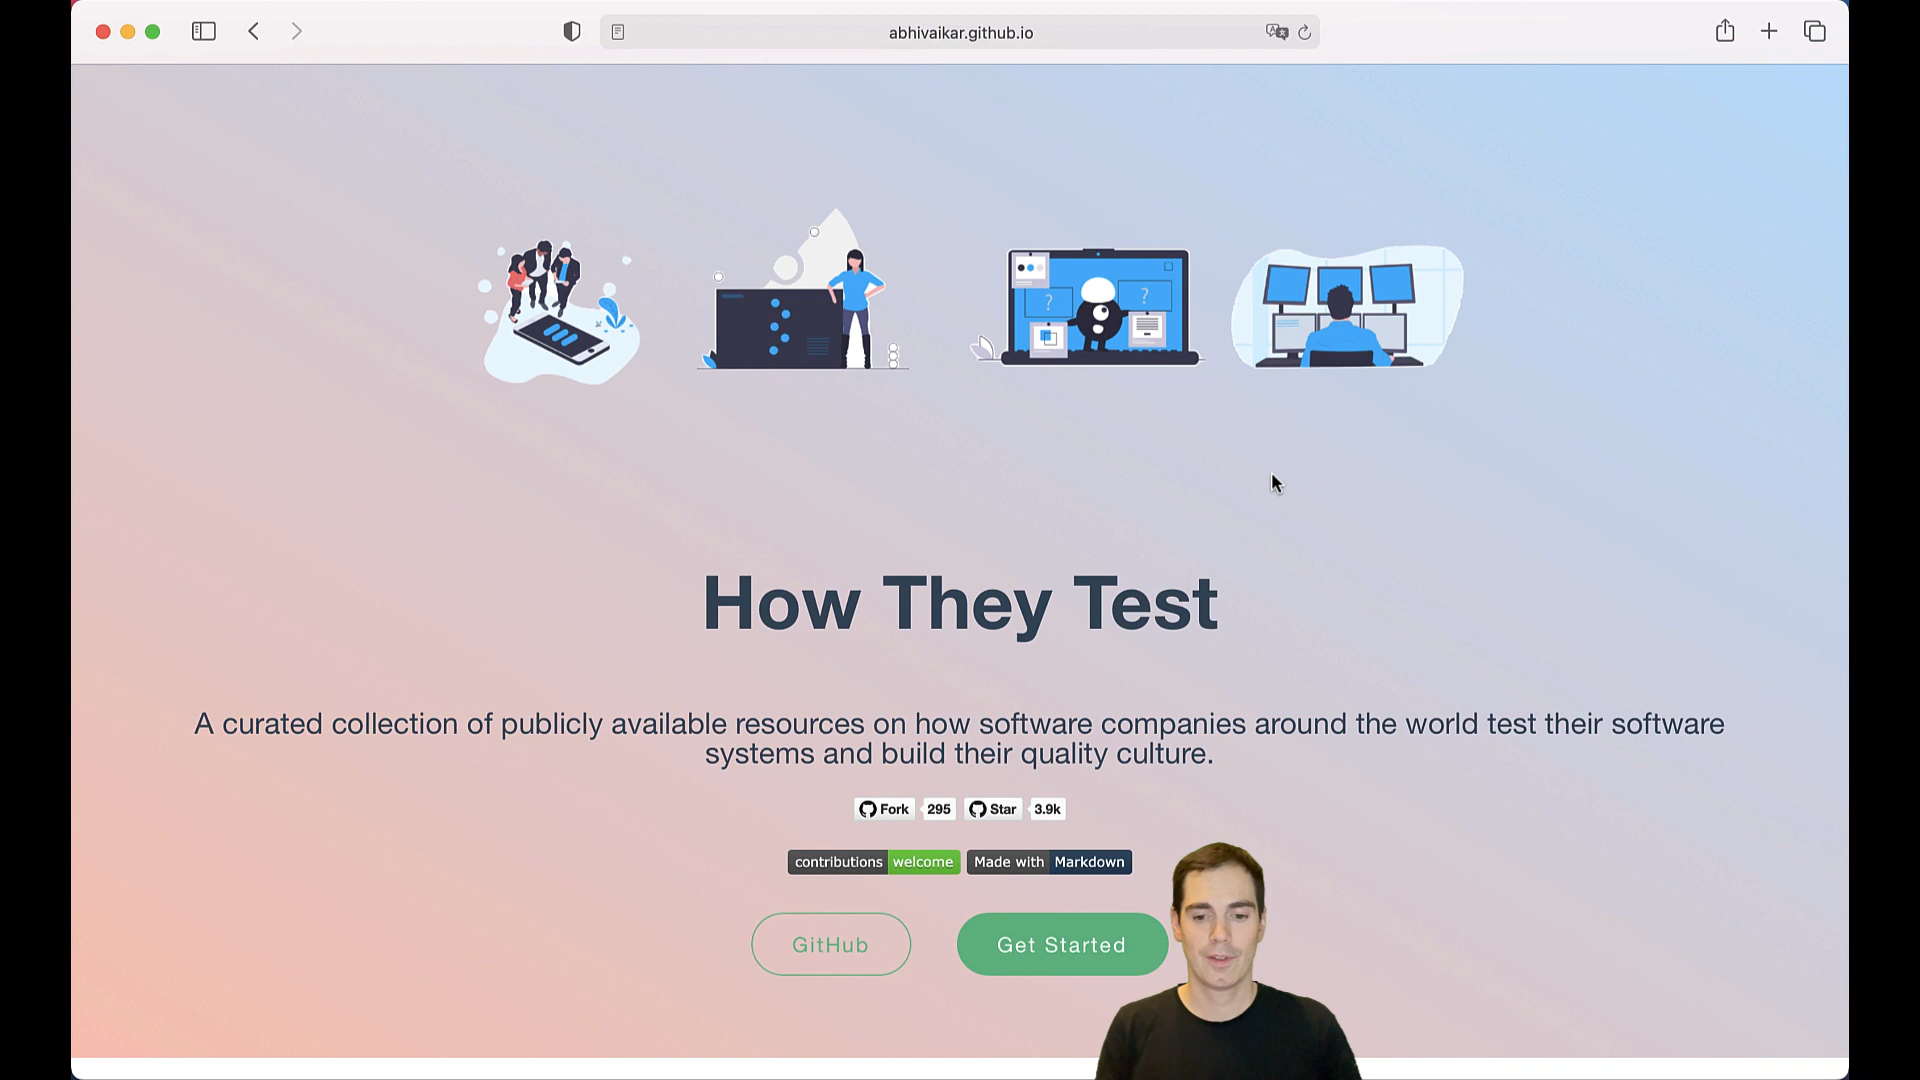 abhivaikar.github.io
? ?
How They Test
A curated collection of publicly available resources on how software companies around the world test their software
systems and build their quality culture.
Fork 295 Star 3.9k
contributions welcome Made with Markdown
GitHub Get Started